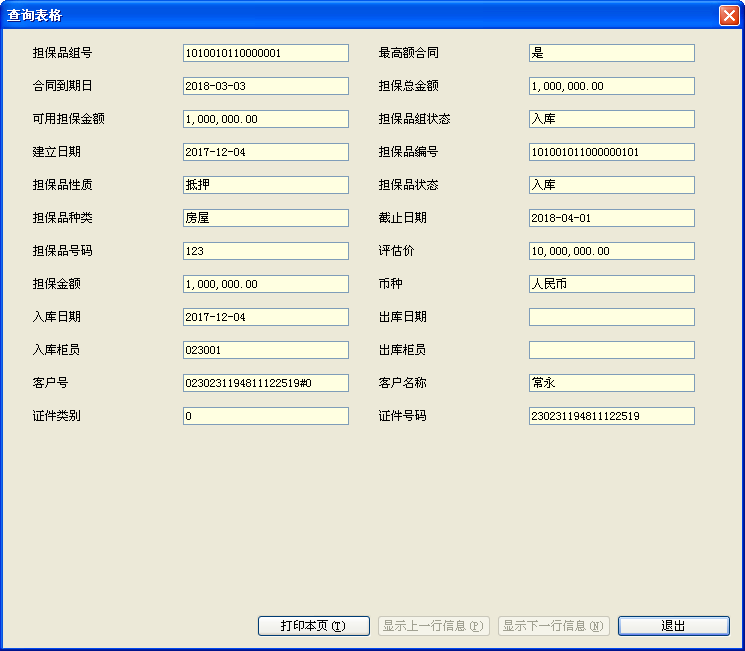 查询表格
担保品组号 1010010110000001 最高额合同 是
合同到期日 2018-03-03 担保总金额 1,000,000.00
可用担保金额 1,000,000.00 担保品组状态 入库
建立日期 2017-12-04 担保品编号 101001011000000101
担保品性质 抵押 担保品状态 入库
担保品种类 房屋 截止日期 2018-04-01
担保品号码 123 评估价 10,000,000.00
担保金额 1,000,000.00 币种 人民币
入库日期 2017-12-04 出库日期
入库柜员 023001 出库柜员
客户号 0230231194811122519#0 客户名称 常永
证件类别 0 证件号码 230231194811122519
打印本页(T) 显示上一行信息(P) 显示下一行信息(N) 退出